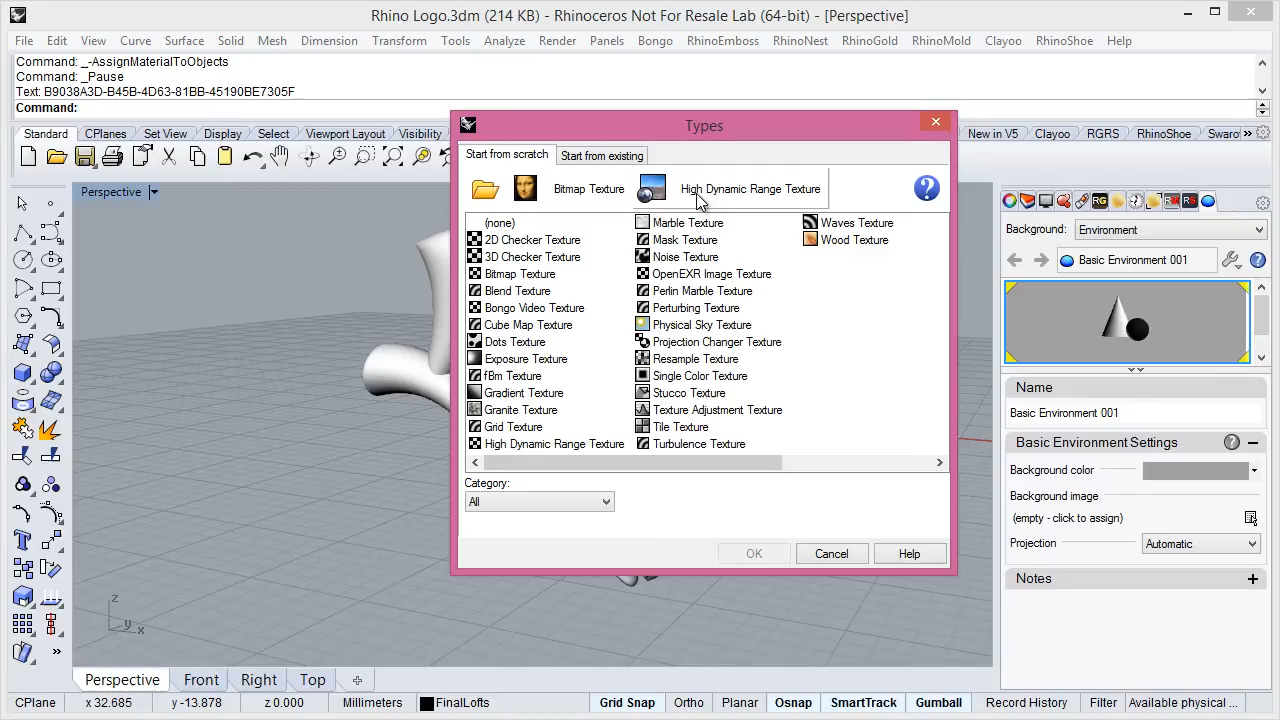 Rhino Logo.3dm (214 KB) - Rhinoceros Not For Resale Lab (64-bit) - [Perspective]
File Edit View Curve Surface Solid Mesh Dimension Transform Tools Analyze Render Panels Bongo RhinoEmboss RhinoNest RhinoGold RhinoMold Clayoo RhinoShoe Help
Command: _-AssignMaterialToObjects
Command: _Pause
Text: B9038A3D-B45B-4D63-81BB-45190BE7305F
Command:
Standard CPlanes Set View Display Select Viewport Layout Visibility New in V5 Clayoo RGRS RhinoShoe Swaro »
Perspective
Types
Start from scratch Start from existing
Bitmap Texture High Dynamic Range Texture
(none) Marble Texture Waves Texture
2D Checker Texture Mask Texture Wood Texture
3D Checker Texture Noise Texture
Bitmap Texture OpenEXR Image Texture
Blend Texture Perlin Marble Texture
Bongo Video Texture Perturbing Texture
Cube Map Texture Physical Sky Texture
Dots Texture Projection Changer Texture
Exposure Texture Resample Texture
fBm Texture Single Color Texture
Gradient Texture Stucco Texture
Granite Texture Texture Adjustment Texture
Grid Texture Tile Texture
High Dynamic Range Texture Turbulence Texture
Category:
All
OK Cancel Help
Background: Environment
Basic Environment 001
Name
Basic Environment 001
Basic Environment Settings
Background color
Background image
(empty - click to assign)
Projection Automatic
Notes
z
y x
Perspective Front Right Top
CPlane x 32.685 y -13.878 z 0.000 Millimeters FinalLofts Grid Snap Ortho Planar Osnap SmartTrack Gumball Record History Filter Available physical ...